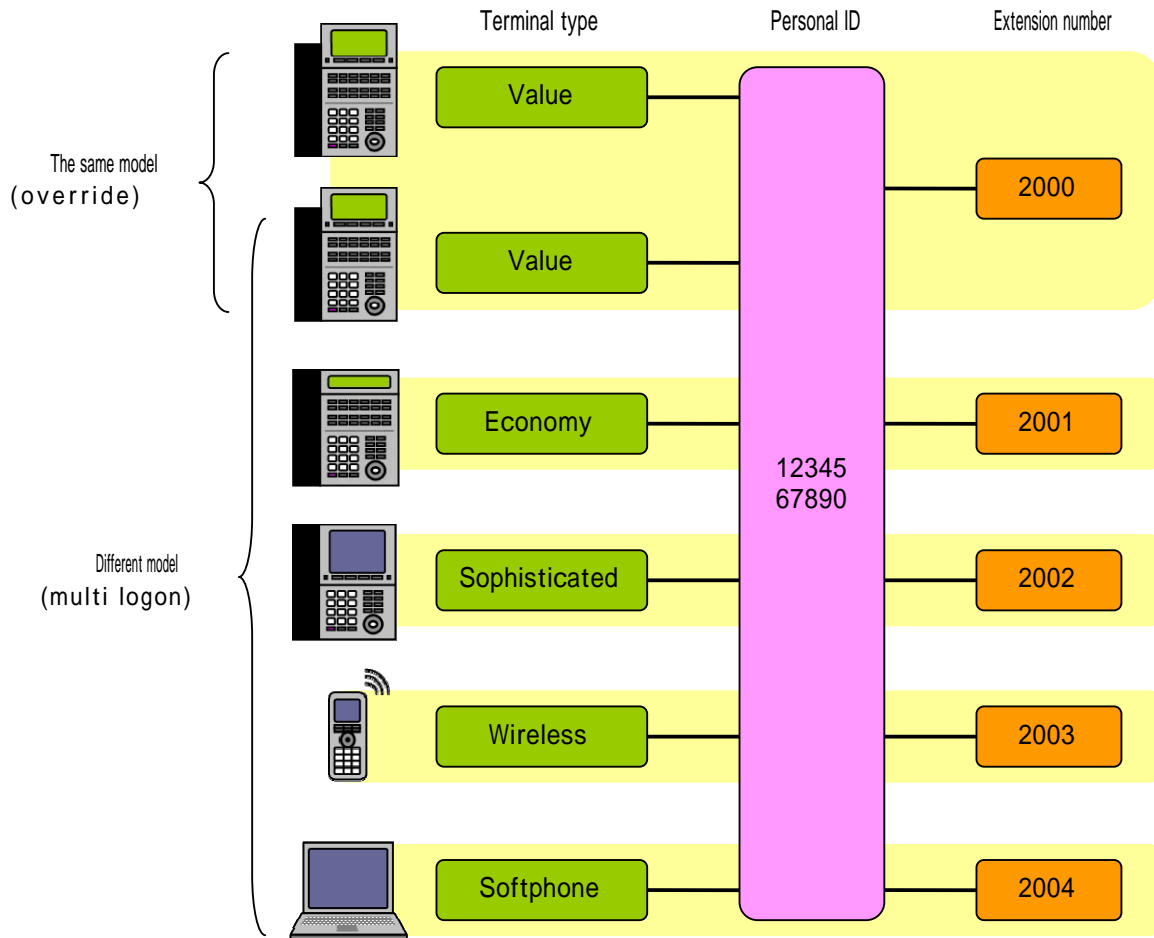 Terminal type
Personal ID
Extension number
Value
The same model
(override)
2000
Value
Economy
2001
12345
67890
Different model
(multi logon)
Sophisticated
2002
Wireless
2003
Softphone
2004